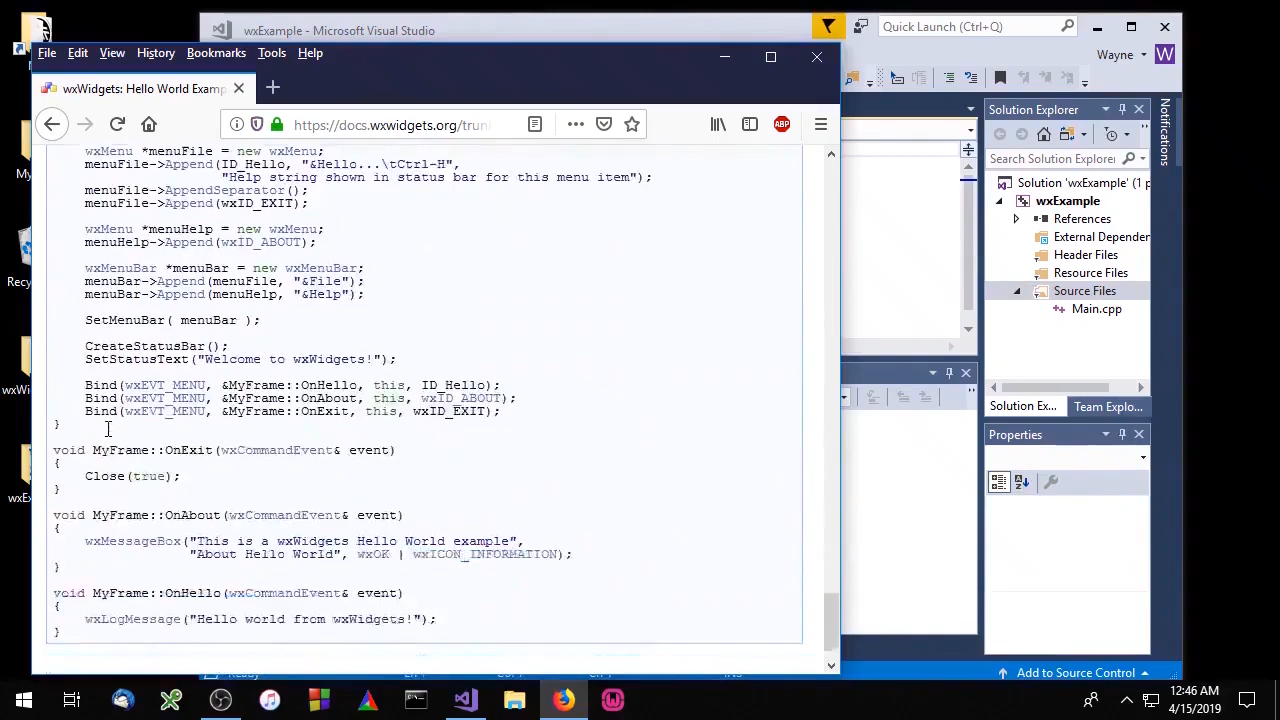 wxExample - Microsoft Visual Studio
Quick Launch (Ctrl+Q)
File Edit View History Bookmarks Tools Help
Wayne
W
wxWidgets: Hello World Examp
https://docs.wxwidgets.org/trun
ABP
Solution Explorer
Notifications
Search Solution Explorer
Solution 'wxExample' (1 p
wxExample
References
External Dependen
Header Files
Resource Files
Source Files
Main.cpp
Solution Ex...
Team Explo...
Properties
wxMenu *menuFile = new wxMenu;
menuFile->Append(ID_Hello, "&Hello...\tCtrl-H",
"Help string shown in status bar for this menu item");
menuFile->AppendSeparator();
menuFile->Append(wxID_EXIT);
wxMenu *menuHelp = new wxMenu;
menuHelp->Append(wxID_ABOUT);
wxMenuBar *menuBar = new wxMenuBar;
menuBar->Append(menuFile, "&File");
menuBar->Append(menuHelp, "&Help");
SetMenuBar( menuBar );
CreateStatusBar();
SetStatusText("Welcome to wxWidgets!");
Bind(wxEVT_MENU, &MyFrame::OnHello, this, ID_Hello);
Bind(wxEVT_MENU, &MyFrame::OnAbout, this, wxID_ABOUT);
Bind(wxEVT_MENU, &MyFrame::OnExit, this, wxID_EXIT);
}
void MyFrame::OnExit(wxCommandEvent& event)
{
Close(true);
}
void MyFrame::OnAbout(wxCommandEvent& event)
{
wxMessageBox("This is a wxWidgets Hello World example",
"About Hello World", wxOK | wxICON_INFORMATION);
}
void MyFrame::OnHello(wxCommandEvent& event)
{
wxLogMessage("Hello world from wxWidgets!");
}
My
Recy
wxWi
wxEx
Add to Source Control
12:46 AM
4/15/2019